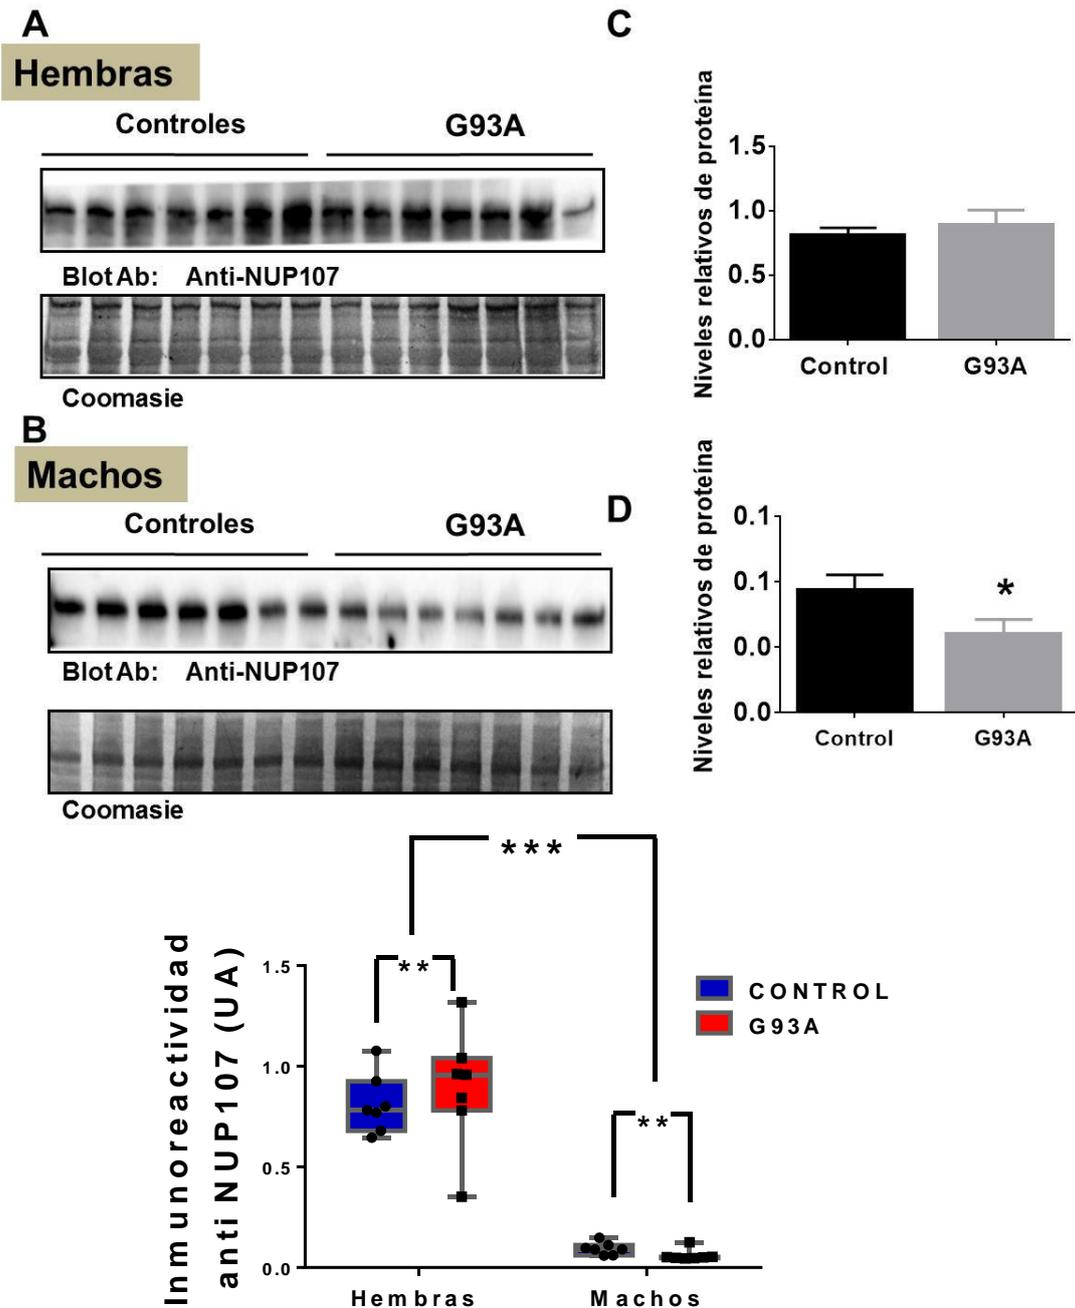 A
Hembras
Controles G93A
Blot Ab: Anti-NUP107
Coomasie
C
Niveles relativos de proteína
1.5
1.0
0.5
0.0
Control G93A
B
Machos
Controles G93A
Blot Ab: Anti-NUP107
Coomasie
D
Niveles relativos de proteína
0.1
0.1
0.0
0.0
*
Control G93A
***
Inmunoreactividad
anti NUP107 (UA)
1.5
1.0
0.5
0.0
**
**
CONTROL
G93A
Hembras Machos